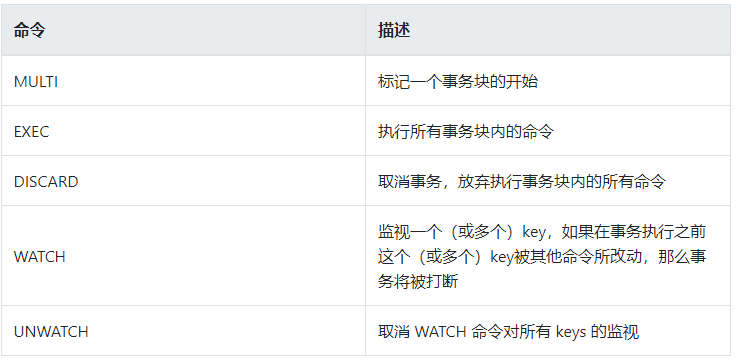 命令
描述
MULTI
标记一个事务块的开始
EXEC
执行所有事务块内的命令
DISCARD
取消事务，放弃执行事务块内的所有命令
WATCH
监视一个（或多个）key，如果在事务执行之前
这个（或多个）key被其他命令所改动，那么事
务将被打断
UNWATCH
取消 WATCH 命令对所有 keys 的监视